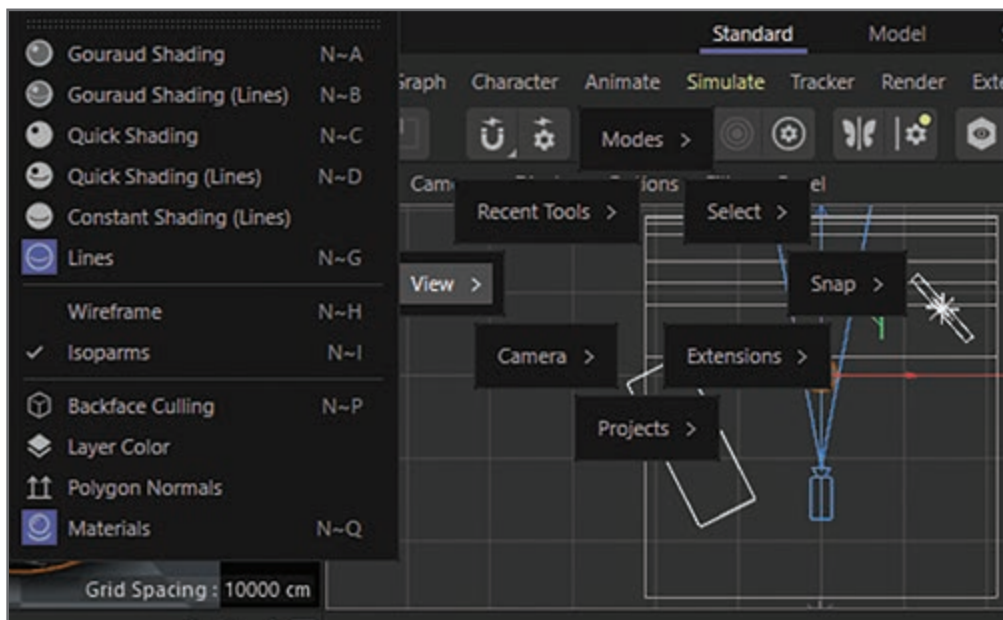 Standard Model
Gouraud Shading N~A
Character Animate Simulate Tracker Render
Gouraud Shading (Lines) N~B
Quick Shading N~C
Modes >
Quick Shading (Lines) N~D
Constant Shading (Lines)
Recent Tools > Select >
Lines N~G
View > Snap >
Wireframe N~H
Isoparms N~I
Camera > Extensions >
Backface Culling N~P
Projects >
Layer Color
Polygon Normals
Materials N~Q
Grid Spacing : 10000 cm